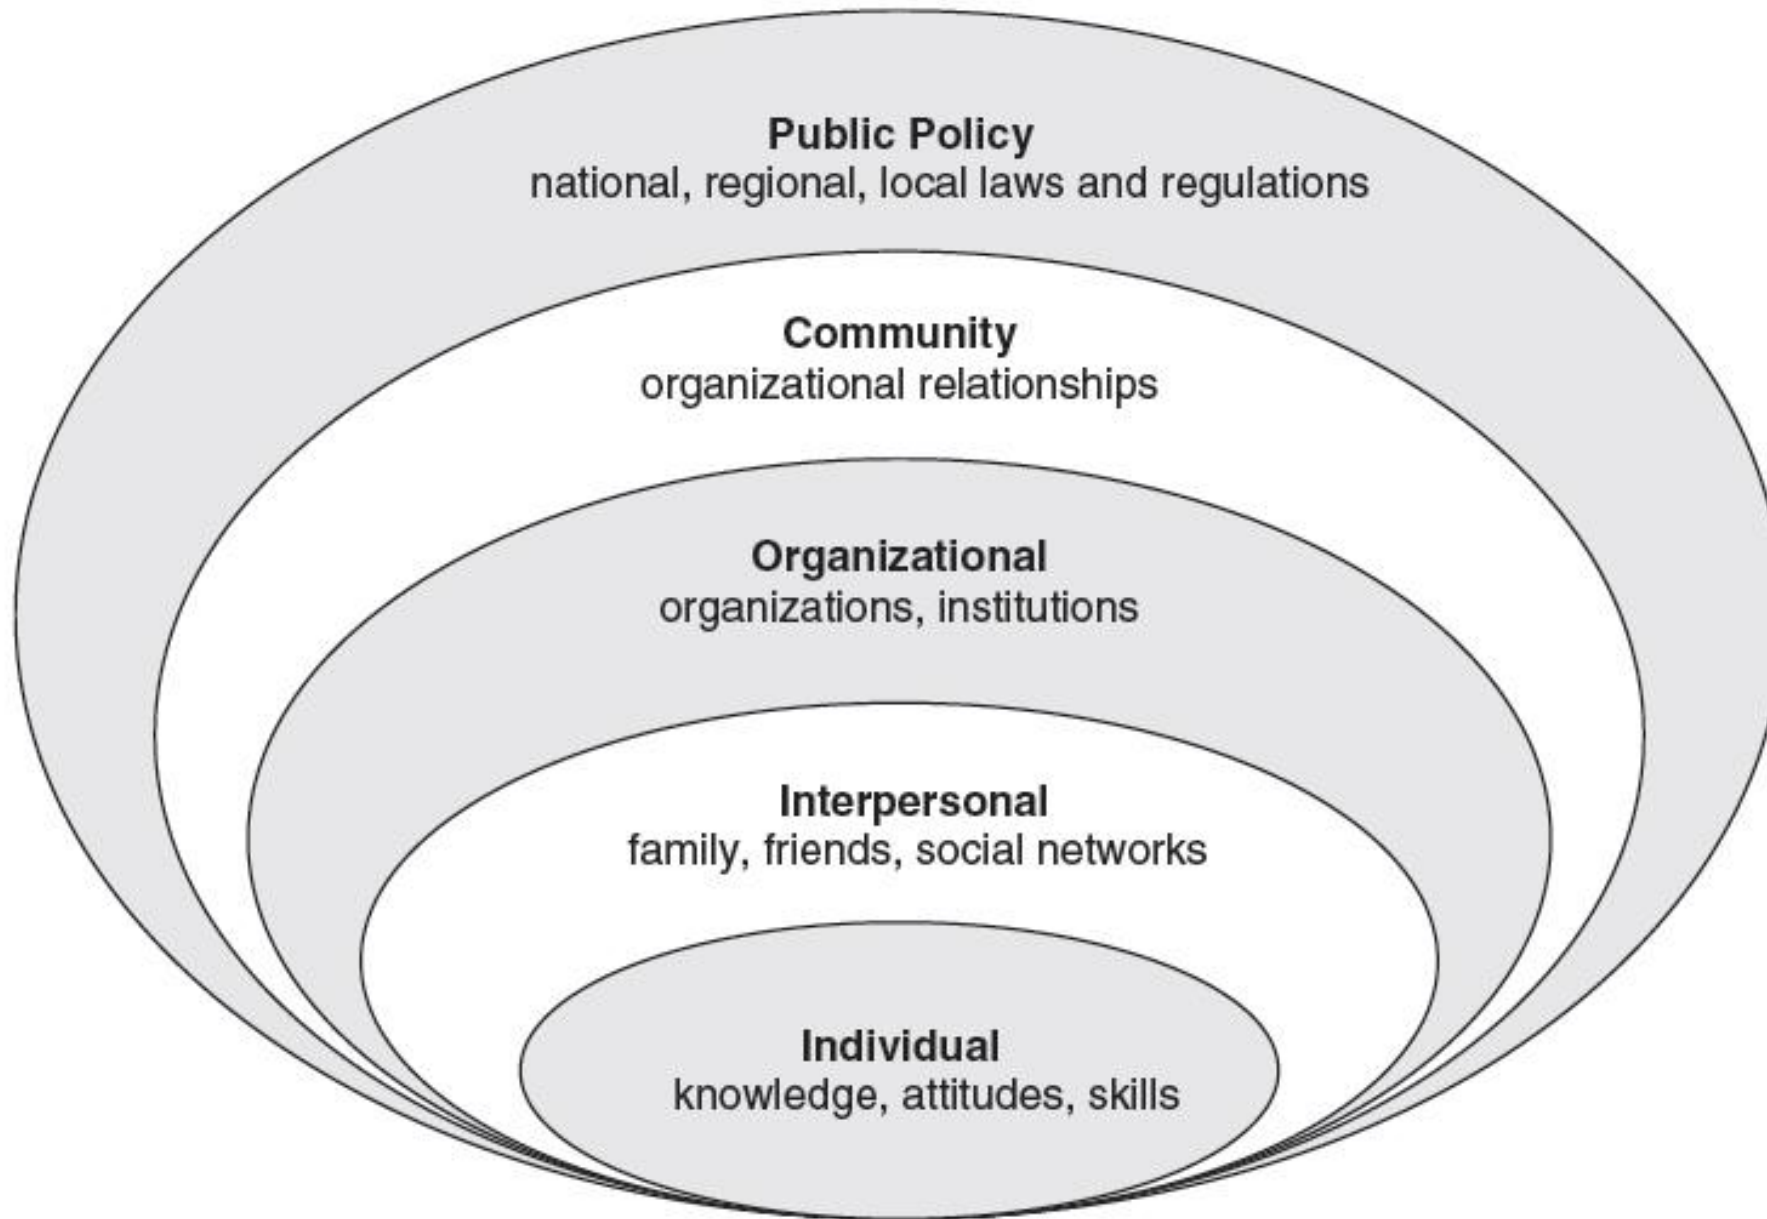 Public Policy
national, regional, local laws and regulations
Community
organizational relationships
Organizational
organizations, institutions
Interpersonal
family, friends, social networks
Individual
knowledge, attitudes, skills